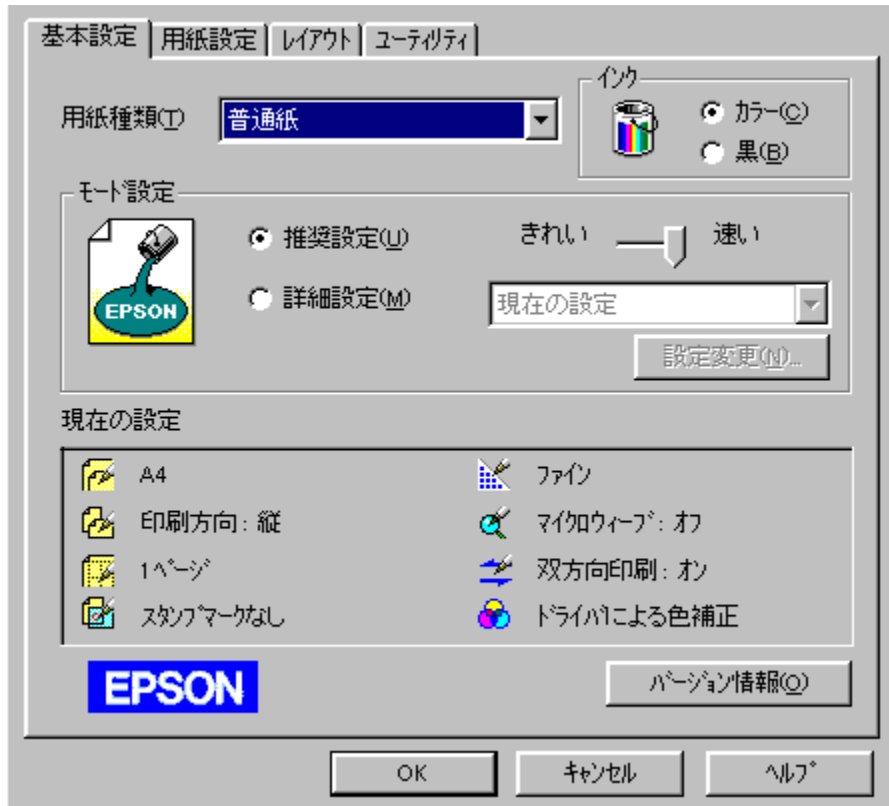 基本設定 用紙設定 ﾚｲｱｳﾄ ﾕｰﾃｨﾘﾃｨ
用紙種類(T) 普通紙
ｲﾝｸ
ｶﾗｰ(C)
黒(B)
ﾓｰﾄﾞ設定
EPSON
推奨設定(U) きれい 速い
詳細設定(M) 現在の設定
設定変更(N)...
現在の設定
A4 ﾌｧｲﾝ
印刷方向 : 縦 ﾏｲｸﾛｳｨｰﾌﾞ : ｵﾌ
1ﾍﾟｰｼﾞ 双方向印刷 : ｵﾝ
ｽﾀﾝﾌﾟﾏｰｸなし ﾄﾞﾗｲﾊﾞによる色補正
EPSON ﾊﾞｰｼﾞｮﾝ情報(O)
OK ｷｬﾝｾﾙ ﾍﾙﾌﾟ